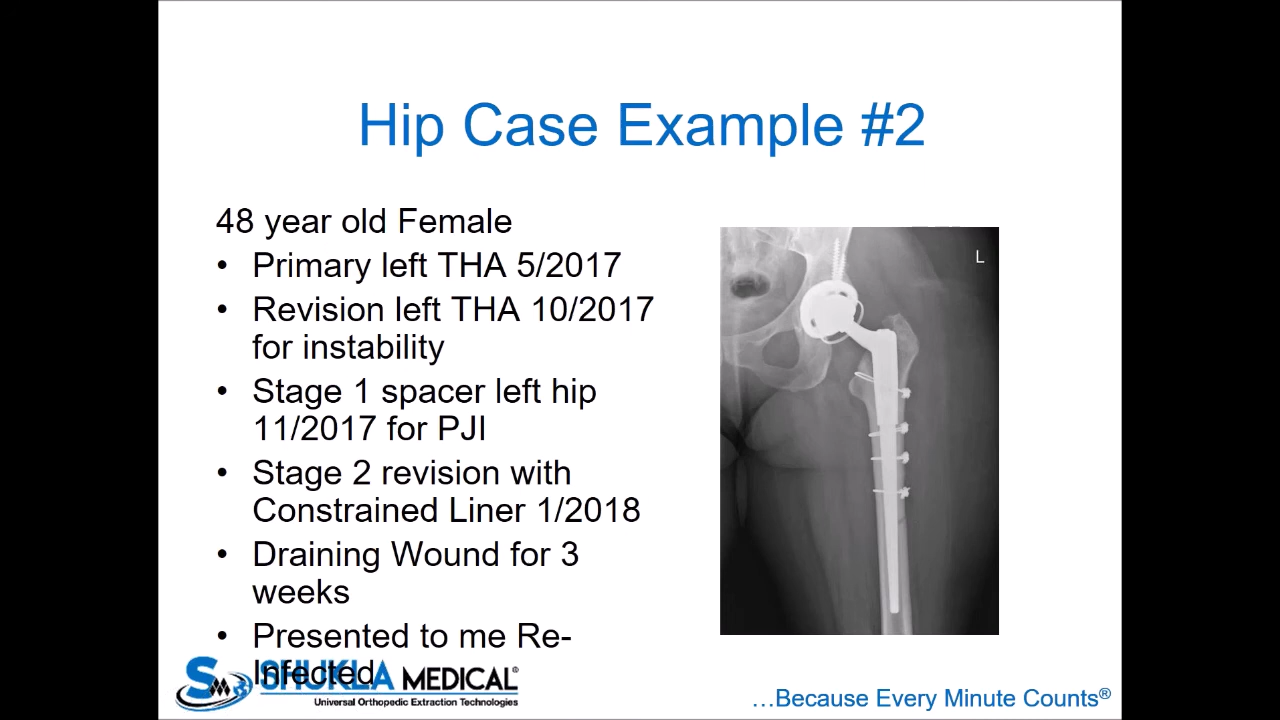 Hip Case Example #2
48 year old Female
• Primary left THA 5/2017
• Revision left THA 10/2017
for instability
• Stage 1 spacer left hip
11/2017 for PJI
• Stage 2 revision with
Constrained Liner 1/2018
• Draining Wound for 3
weeks
• Presented to me Re-
Infected
L
SHUKLA MEDICAL®
Universal Orthopedic Extraction Technologies
…Because Every Minute Counts®